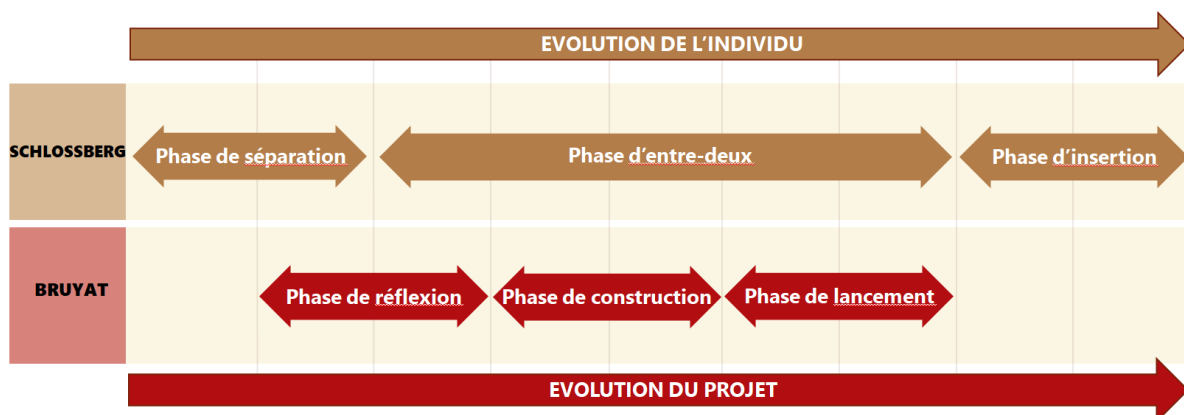 EVOLUTION DE L’INDIVIDU
SCHLOSSBERG
Phase de séparation
Phase d’entre-deux
Phase d’insertion
BRUYAT
Phase de réflexion
Phase de construction
Phase de lancement
EVOLUTION DU PROJET